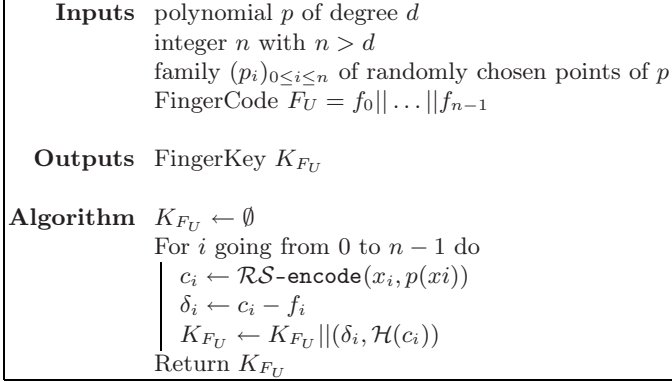 Inputs polynomial p of degree d
integer n with n > d
family (p_i)_{0≤i≤n} of randomly chosen points of p
FingerCode F_U = f_0||...||f_{n−1}
Outputs FingerKey K_{F_U}
Algorithm K_{F_U} ← ∅
For i going from 0 to n − 1 do
c_i ← RS-encode(x_i, p(xi))
δ_i ← c_i − f_i
K_{F_U} ← K_{F_U}||(δ_i, H(c_i))
Return K_{F_U}